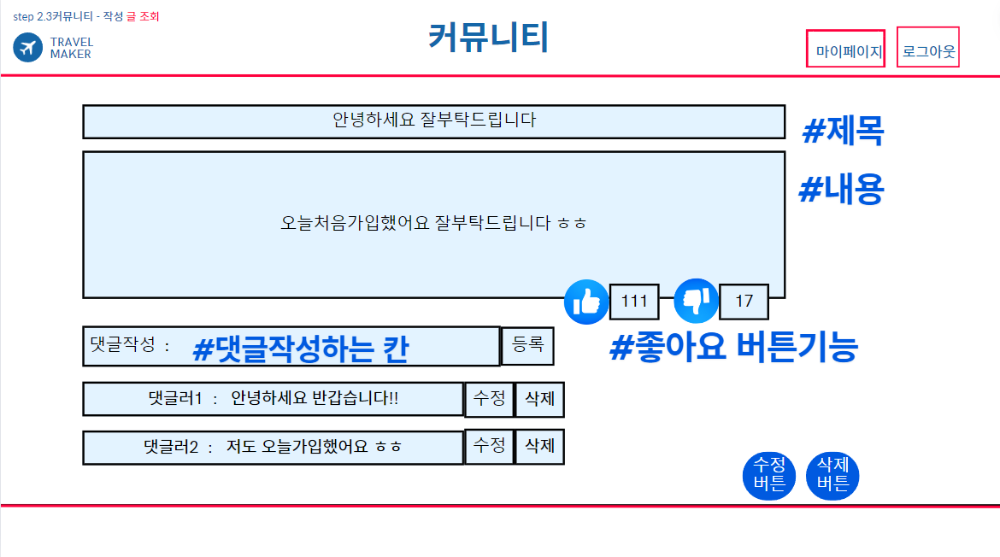 step 2.3커뮤니티 - 작성 글 조회
TRAVEL
MAKER
커뮤니티
마이페이지
로그아웃
안녕하세요 잘부탁드립니다
#제목
#내용
오늘처음가입했어요 잘부탁드립니다 ㅎㅎ
111
17
댓글작성 :
#댓글작성하는 칸
등록
#좋아요 버튼기능
댓글러1 : 안녕하세요 반갑습니다!!
수정
삭제
댓글러2 : 저도 오늘가입했어요 ㅎㅎ
수정
삭제
수정
버튼
삭제
버튼